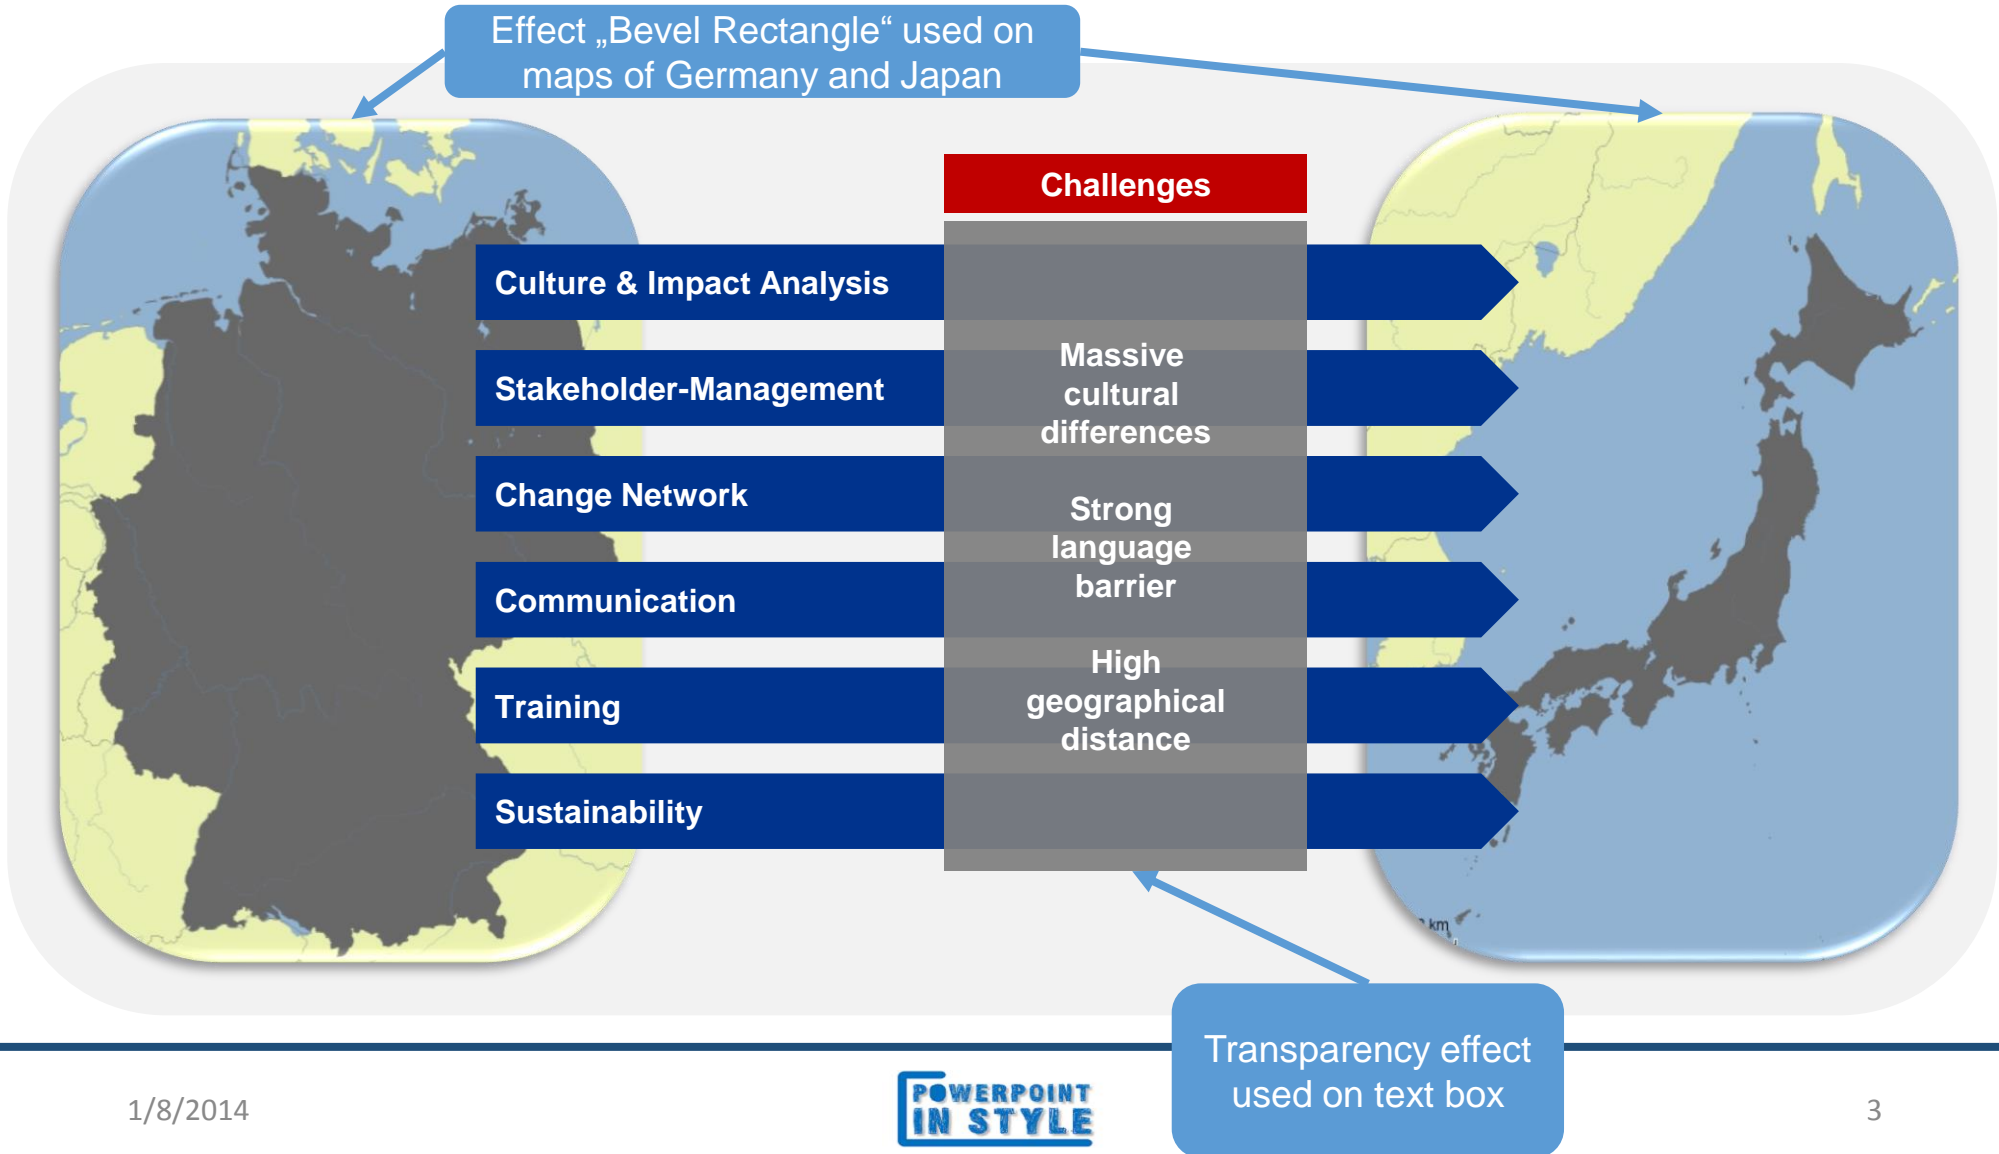 Effect „Bevel Rectangle“ used on
maps of Germany and Japan
Challenges
Culture & Impact Analysis
Stakeholder-Management
Change Network
Communication
Training
Sustainability
Massive
cultural
differences
Strong
language
barrier
High
geographical
distance
km
Transparency effect
used on text box
1/8/2014
POWERPOINT
IN STYLE
3